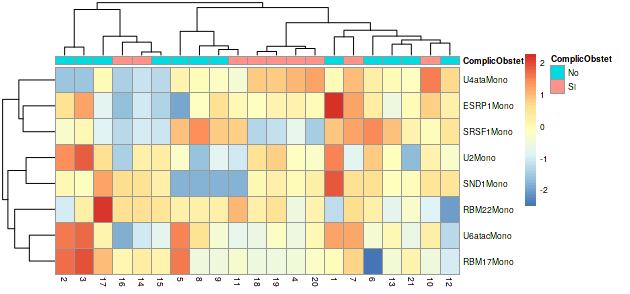 ComplicObstet
U4ataMono
ESRP1Mono
SRSF1Mono
U2Mono
SND1Mono
RBM22Mono
U6atacMono
RBM17Mono
2 3 17 16 14 15 5 8 9 11 18 19 4 20 1 7 6 13 21 10 12
2
1
0
-1
-2
ComplicObstet
No
SI